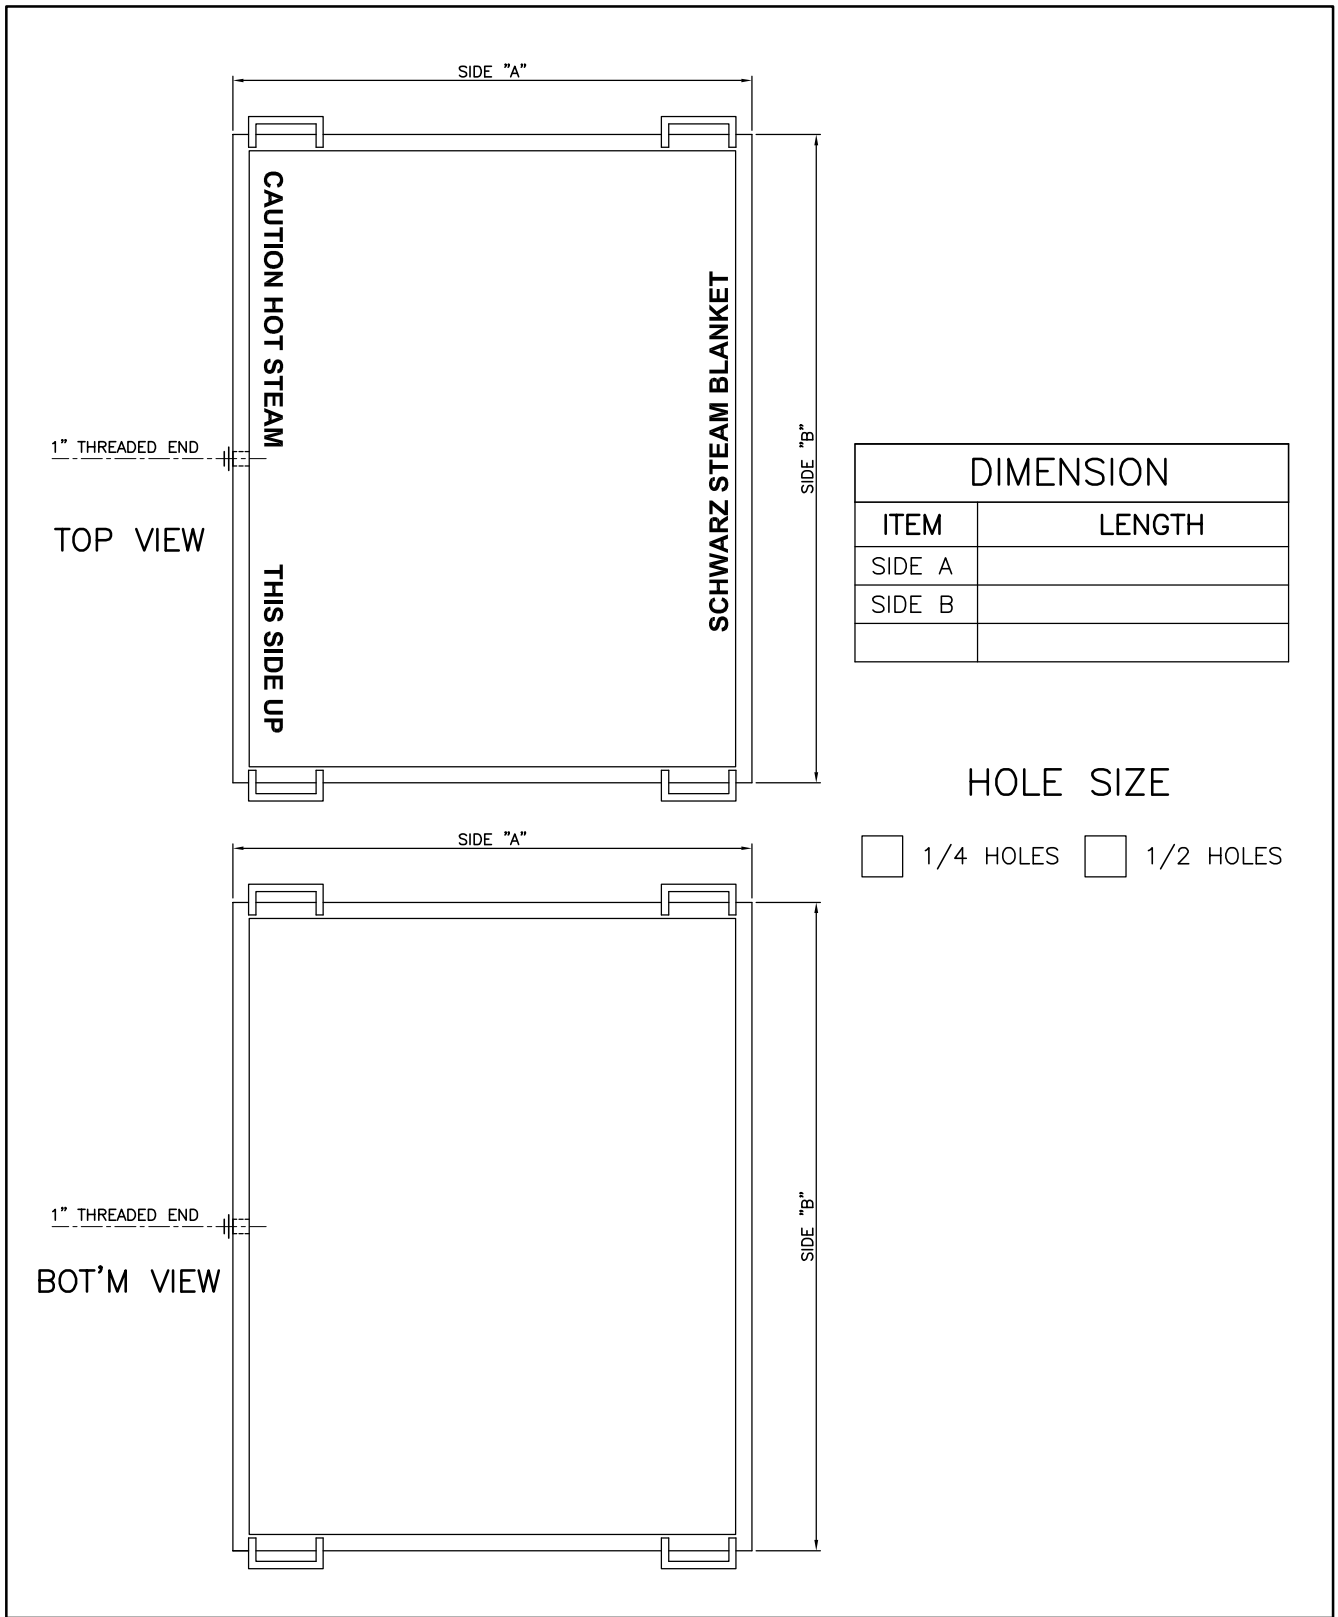 SIDE "A"
CAUTION HOT STEAM
THIS SIDE UP
SCHWARZ STEAM BLANKET
SIDE "B"
1" THREADED END
TOP VIEW
DIMENSION
ITEM LENGTH
SIDE A
SIDE B
HOLE SIZE
1/4 HOLES 1/2 HOLES
SIDE "A"
SIDE "B"
1" THREADED END
BOT'M VIEW